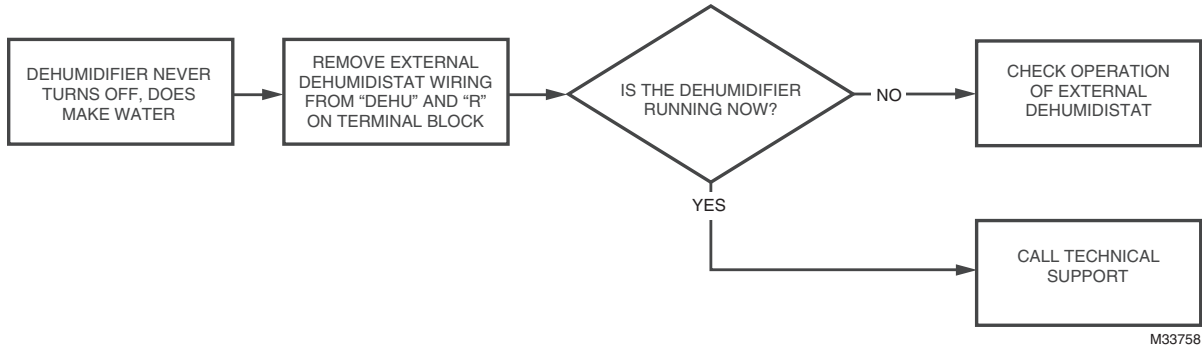 DEHUMIDIFIER NEVER
TURNS OFF, DOES
MAKE WATER
REMOVE EXTERNAL
DEHUMIDISTAT WIRING
FROM “DEHU” AND “R”
ON TERMINAL BLOCK
IS THE DEHUMIDIFIER
RUNNING NOW?
NO
CHECK OPERATION
OF EXTERNAL
DEHUMIDISTAT
YES
CALL TECHNICAL
SUPPORT
M33758